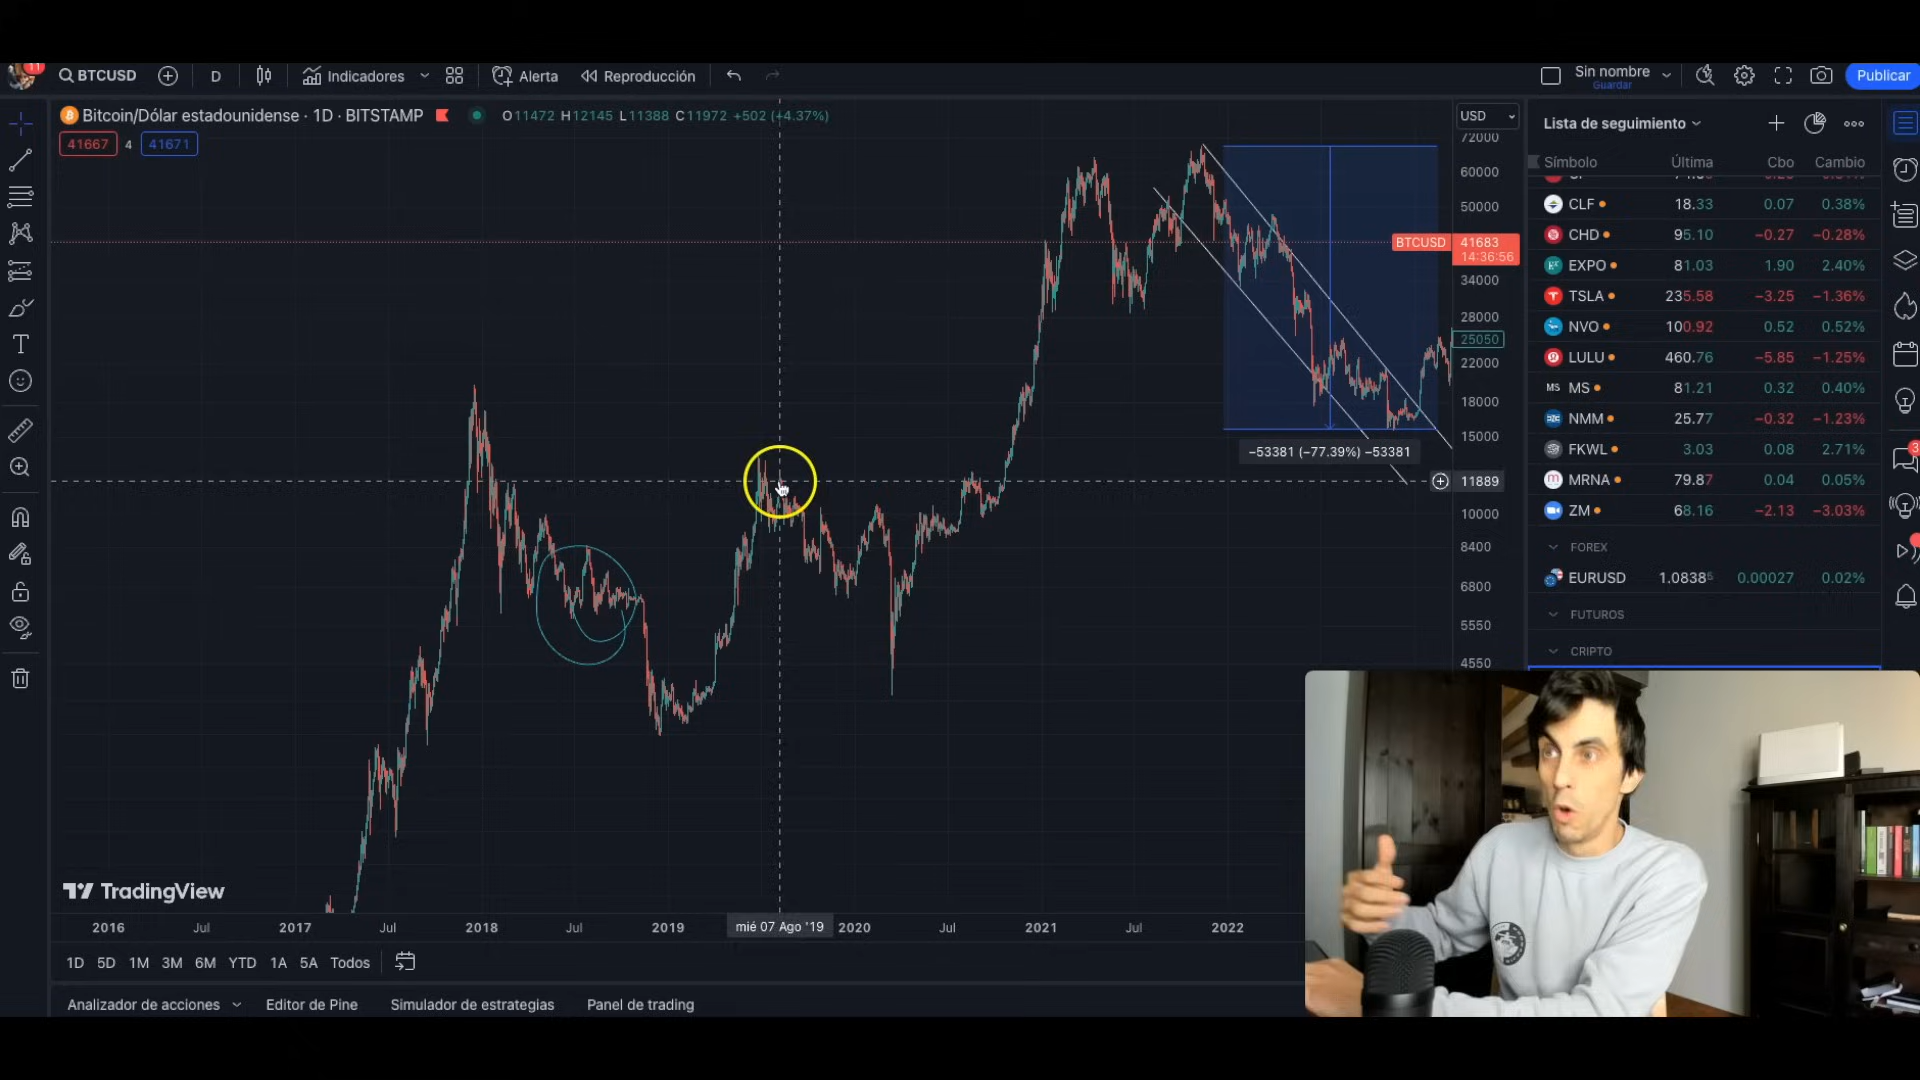 11
BTCUSD
D
Indicadores
Alerta
Reproducción
Sin nombre
Guardar
Publicar
Bitcoin/Dólar estadounidense · 1D · BITSTAMP
O11472 H12145 L11388 C11972 +502 (+4.37%)
41667
4
41671
USD
72000
60000
50000
BTCUSD
41683
14:36:56
34000
28000
25050
22000
18000
15000
11889
10000
8400
6800
5550
4550
−53381 (−77.39%) −53381
Lista de seguimiento
Símbolo Última Cbo Cambio
CLF 18.33 0.07 0.38%
CHD 95.10 −0.27 −0.28%
EXPO 81.03 1.90 2.40%
TSLA 235.58 −3.25 −1.36%
NVO 100.92 0.52 0.52%
LULU 460.76 −5.85 −1.25%
MS MS 81.21 0.32 0.40%
NMM 25.77 −0.32 −1.23%
FKWL 3.03 0.08 2.71%
MRNA 79.87 0.04 0.05%
ZM 68.16 −2.13 −3.03%
FOREX
EURUSD 1.08385 0.00027 0.02%
FUTUROS
CRIPTO
3
TradingView
2016 Jul 2017 Jul 2018 Jul 2019 mié 07 Ago '19 2020 Jul 2021 Jul 2022
1D 5D 1M 3M 6M YTD 1A 5A Todos
Analizador de acciones Editor de Pine Simulador de estrategias Panel de trading